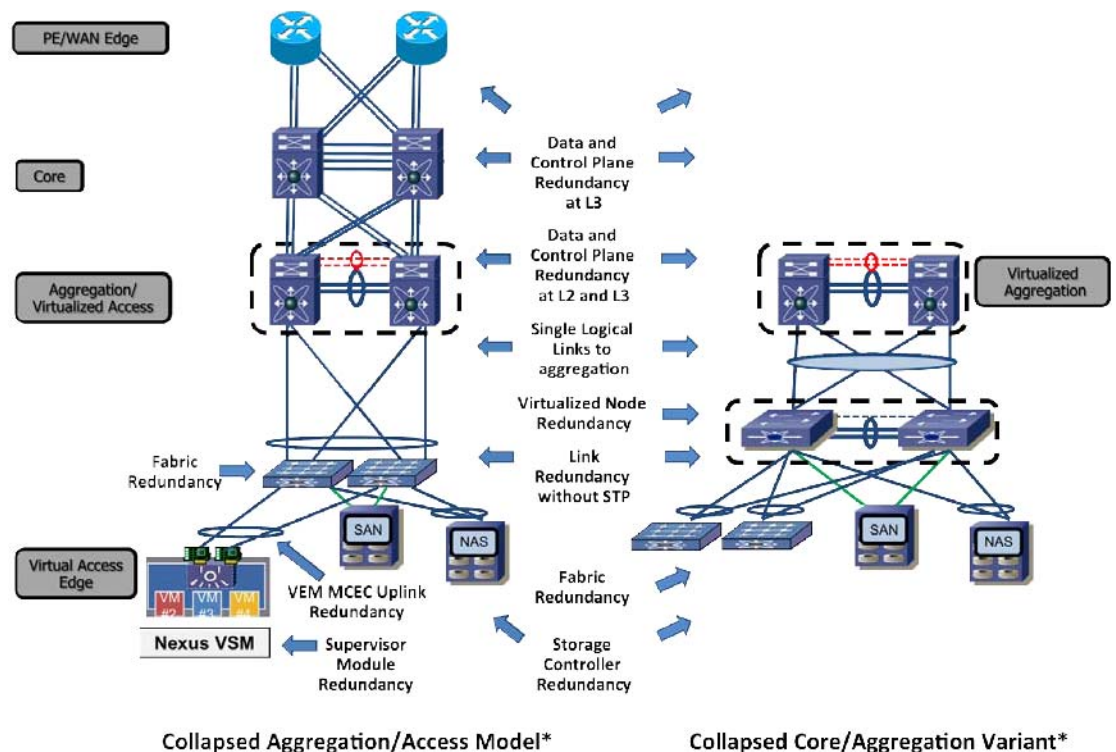 PE/WAN Edge
Data and
Control Plane
Redundancy
at L3
Core
Data and
Control Plane
Redundancy
at L2 and L3
Aggregation/
Virtualized Access
Virtualized
Aggregation
Single Logical
Links to
aggregation
Virtualized Node
Redundancy
Fabric
Redundancy
Link
Redundancy
without STP
SAN
NAS
SAN
NAS
Virtual Access
Edge
VM
#2
VM
#3
VM
#4
VEM MCEC Uplink
Redundancy
Fabric
Redundancy
Nexus VSM
Supervisor
Module
Redundancy
Storage
Controller
Redundancy
Collapsed Aggregation/Access Model*
Collapsed Core/Aggregation Variant*